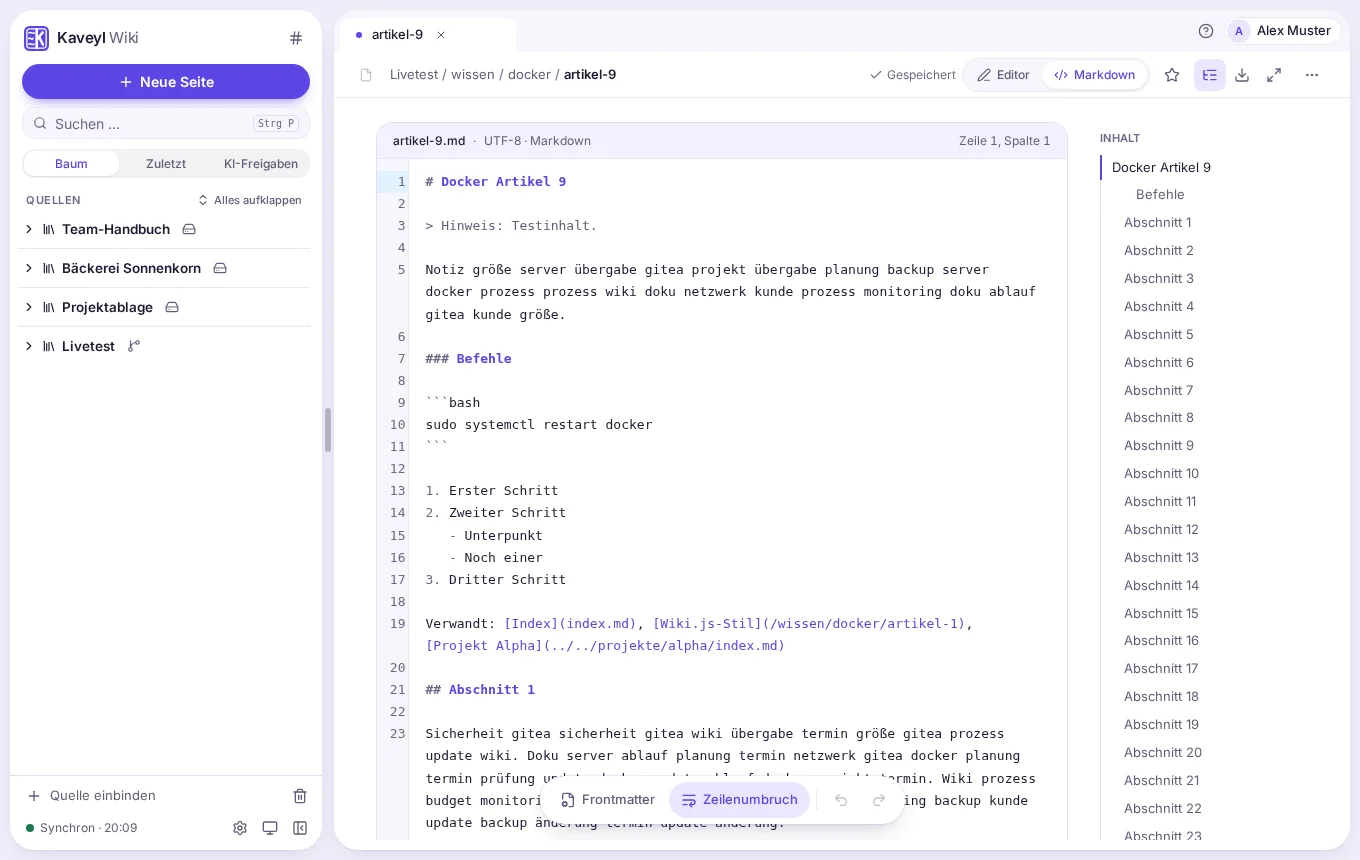 Kaveyl Wiki
Neue Seite
Suchen ...
Strg P
Baum
Zuletzt
KI-Freigaben
QUELLEN
Alles aufklappen
Team-Handbuch
Bäckerei Sonnenkorn
Projektablage
Livetest
Quelle einbinden
Synchron · 20:09
artikel-9
A
Alex Muster
Livetest / wissen / docker / artikel-9
Gespeichert
Editor
Markdown
artikel-9.md · UTF-8 · Markdown
Zeile 1, Spalte 1
1 # Docker Artikel 9
2
3 > Hinweis: Testinhalt.
4
5 Notiz größe server übergabe gitea projekt übergabe planung backup server
docker prozess prozess wiki doku netzwerk kunde prozess monitoring doku ablauf
gitea kunde größe.
6
7 ### Befehle
8
9 ```bash
10 sudo systemctl restart docker
11 ```
12
13 1. Erster Schritt
14 2. Zweiter Schritt
15 - Unterpunkt
16 - Noch einer
17 3. Dritter Schritt
18
19 Verwandt: [Index](index.md), [Wiki.js-Stil](/wissen/docker/artikel-1),
[Projekt Alpha](../../projekte/alpha/index.md)
20
21 ## Abschnitt 1
22
23 Sicherheit gitea sicherheit gitea wiki übergabe termin größe gitea prozess
update wiki. Doku server ablauf planung termin netzwerk gitea docker planung
termin prüfung termin. Wiki prozess
budget backup kunde
update backup änderung termin update änderung.
Frontmatter
Zeilenumbruch
INHALT
Docker Artikel 9
Befehle
Abschnitt 1
Abschnitt 2
Abschnitt 3
Abschnitt 4
Abschnitt 5
Abschnitt 6
Abschnitt 7
Abschnitt 8
Abschnitt 9
Abschnitt 10
Abschnitt 11
Abschnitt 12
Abschnitt 13
Abschnitt 14
Abschnitt 15
Abschnitt 16
Abschnitt 17
Abschnitt 18
Abschnitt 19
Abschnitt 20
Abschnitt 21
Abschnitt 22
Abschnitt 23